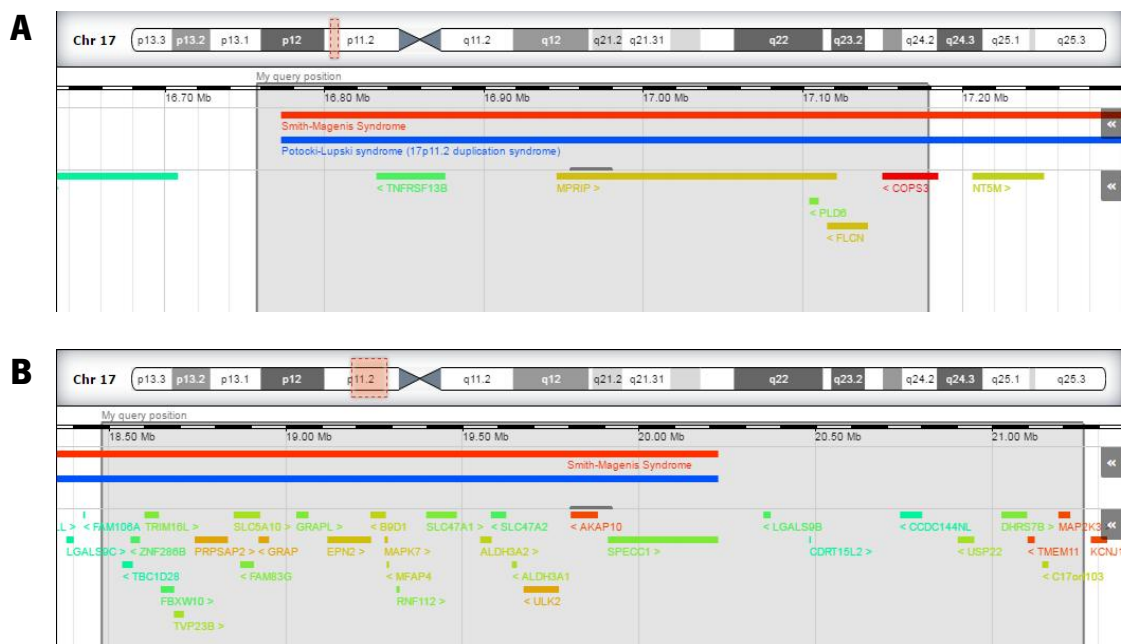 A
Chr 17 p13.3 p13.2 p13.1 p12 p11.2 q11.2 q12 q21.2 q21.31 q22 q23.2 q24.2 q24.3 q25.1 q25.3
My query position
16.70 Mb 16.80 Mb 16.90 Mb 17.00 Mb 17.10 Mb 17.20 Mb
Smith-Magenis Syndrome
Potocki-Lupski syndrome (17p11.2 duplication syndrome)
< TNFRSF13B MPRIP > < COPS3 NT5M >
< PLD6
< FLCN
B
Chr 17 p13.3 p13.2 p13.1 p12 p11.2 q11.2 q12 q21.2 q21.31 q22 q23.2 q24.2 q24.3 q25.1 q25.3
My query position
18.50 Mb 19.00 Mb 19.50 Mb 20.00 Mb 20.50 Mb 21.00 Mb
Smith-Magenis Syndrome
LL > < FAM106A TRIM16L > SLC5A10 > GRAPL > < B9D1 SLC47A1 > < SLC47A2 < AKAP10 < LGALS9B < CCDC144NL DHRS7B > MAP2K3
LGALS9C > < ZNF286B PRPSAP2 > < GRAP EPN2 > MAPK7 > ALDH3A2 > SPECC1 > CDRT15L2 > < USP22 < TMEM11 KCNJ1
< TBC1D28 < FAM83G < MFAP4 < ALDH3A1 < C17orf103
FBXW10 > RNF112 > < ULK2
TVP23B >